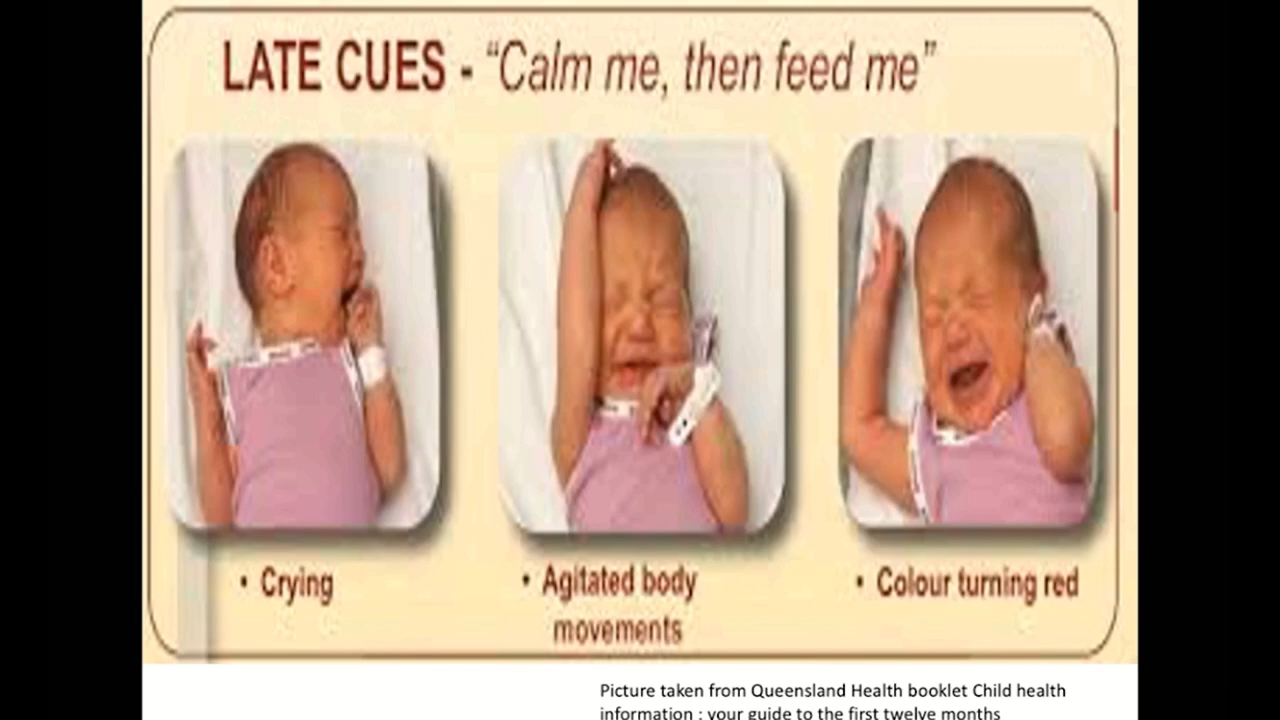 LATE CUES - “Calm me, then feed me”
• Crying
• Agitated body
movements
• Colour turning red
Picture taken from Queensland Health booklet Child health
information : your guide to the first twelve months